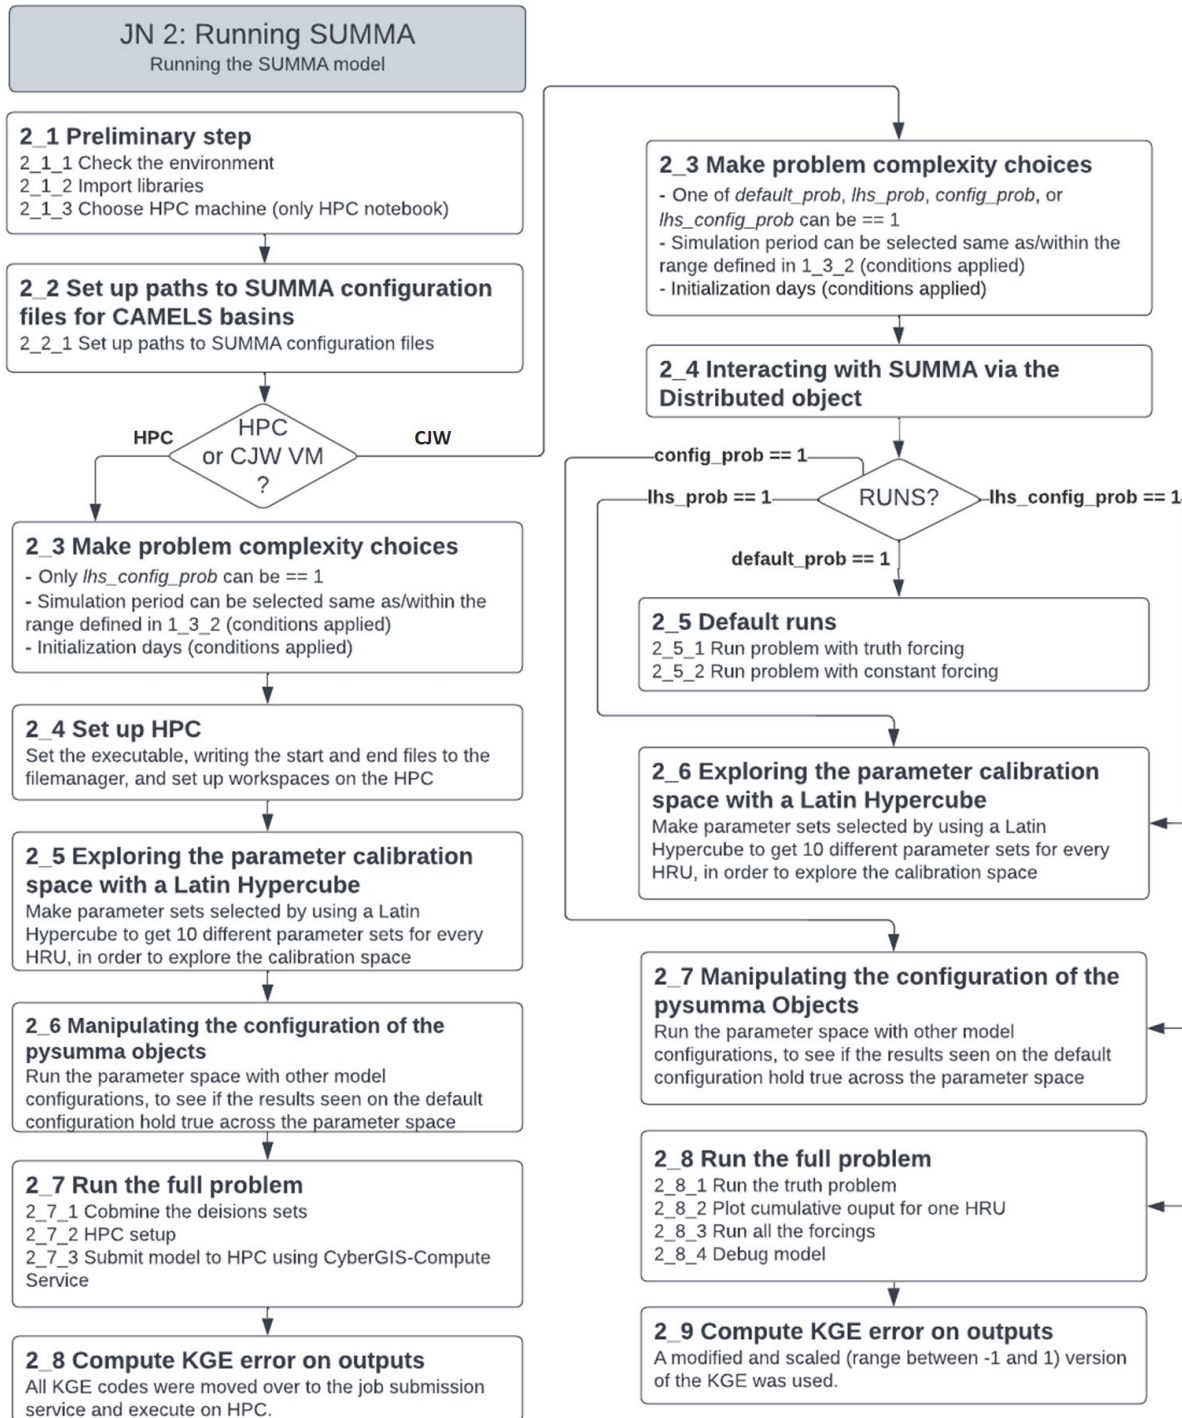 JN 2: Running SUMMA
Running the SUMMA model
2_1 Preliminary step
2_1_1 Check the environment
2_1_2 Import libraries
2_1_3 Choose HPC machine (only HPC notebook)
2_2 Set up paths to SUMMA configuration
files for CAMELS basins
2_2_1 Set up paths to SUMMA configuration files
HPC
or CJW VM
?
HPC
CJW
2_3 Make problem complexity choices
- Only lhs_config_prob can be == 1
- Simulation period can be selected same as/within the
range defined in 1_3_2 (conditions applied)
- Initialization days (conditions applied)
2_4 Set up HPC
Set the executable, writing the start and end files to the
filemanager, and set up workspaces on the HPC
2_5 Exploring the parameter calibration
space with a Latin Hypercube
Make parameter sets selected by using a Latin
Hypercube to get 10 different parameter sets for every
HRU, in order to explore the calibration space
2_6 Manipulating the configuration of the
pysumma objects
Run the parameter space with other model
configurations, to see if the results seen on the default
configuration hold true across the parameter space
2_7 Run the full problem
2_7_1 Cobmine the deisions sets
2_7_2 HPC setup
2_7_3 Submit model to HPC using CyberGIS-Compute
Service
2_8 Compute KGE error on outputs
All KGE codes were moved over to the job submission
service and execute on HPC.
2_3 Make problem complexity choices
- One of default_prob, lhs_prob, config_prob, or
lhs_config_prob can be == 1
- Simulation period can be selected same as/within the
range defined in 1_3_2 (conditions applied)
- Initialization days (conditions applied)
2_4 Interacting with SUMMA via the
Distributed object
config_prob == 1
lhs_prob == 1
RUNS?
lhs_config_prob == 1
default_prob == 1
2_5 Default runs
2_5_1 Run problem with truth forcing
2_5_2 Run problem with constant forcing
2_6 Exploring the parameter calibration
space with a Latin Hypercube
Make parameter sets selected by using a Latin
Hypercube to get 10 different parameter sets for every
HRU, in order to explore the calibration space
2_7 Manipulating the configuration of the
pysumma Objects
Run the parameter space with other model
configurations, to see if the results seen on the default
configuration hold true across the parameter space
2_8 Run the full problem
2_8_1 Run the truth problem
2_8_2 Plot cumulative ouput for one HRU
2_8_3 Run all the forcings
2_8_4 Debug model
2_9 Compute KGE error on outputs
A modified and scaled (range between -1 and 1) version
of the KGE was used.